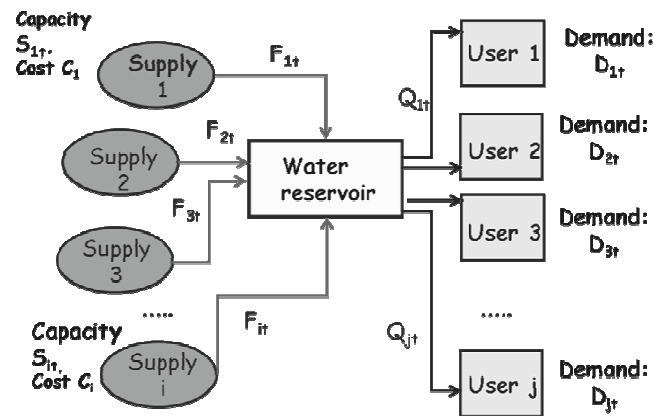 Capacity
S1t,
Cost C1
Supply
1
F1t
Supply
2
F2t
Supply
3
F3t
.....
Capacity
Sit,
Cost Ci
Supply
i
Fit
Water
reservoir
Q1t
Qjt
User 1
Demand:
D1t
User 2
Demand:
D2t
User 3
Demand:
D3t
.....
User j
Demand:
Djt